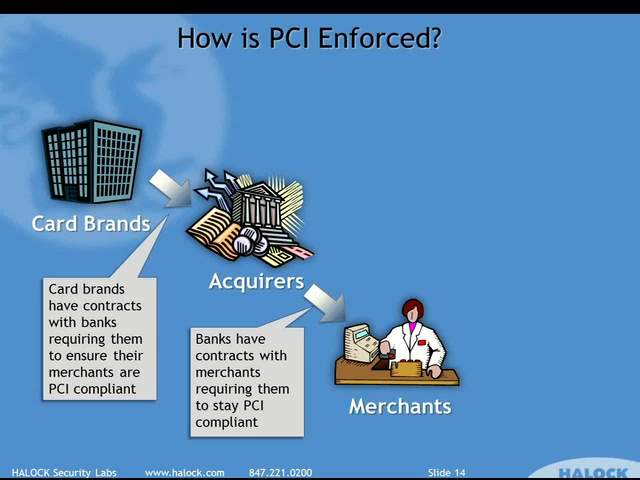 How is PCI Enforced?
Card Brands
Acquirers
Card brands
have contracts
with banks
requiring them
to ensure their
merchants are
PCI compliant
Banks have
contracts with
merchants
requiring them
to stay PCI
compliant
Merchants
HALOCK Security Labs
www.halock.com
847.221.0200
Slide 14
HALOCK